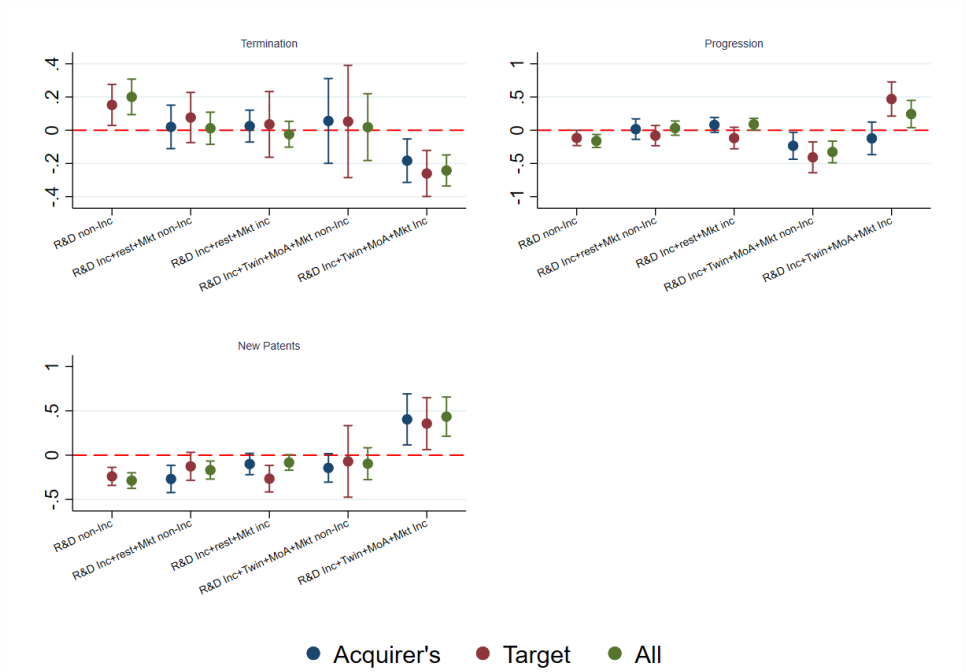 Termination
.4
.2
0
-.2
-.4
R&D non-Inc
R&D Inc+rest+Mkt non-Inc
R&D Inc+rest+Mkt inc
R&D Inc+Twin+MoA+Mkt non-Inc
R&D Inc+Twin+MoA+Mkt Inc
Progression
1
.5
0
-.5
-1
R&D non-Inc
R&D Inc+rest+Mkt non-Inc
R&D Inc+rest+Mkt inc
R&D Inc+Twin+MoA+Mkt non-Inc
R&D Inc+Twin+MoA+Mkt Inc
New Patents
1
.5
0
-.5
R&D non-Inc
R&D Inc+rest+Mkt non-Inc
R&D Inc+rest+Mkt inc
R&D Inc+Twin+MoA+Mkt non-Inc
R&D Inc+Twin+MoA+Mkt Inc
Acquirer's Target All